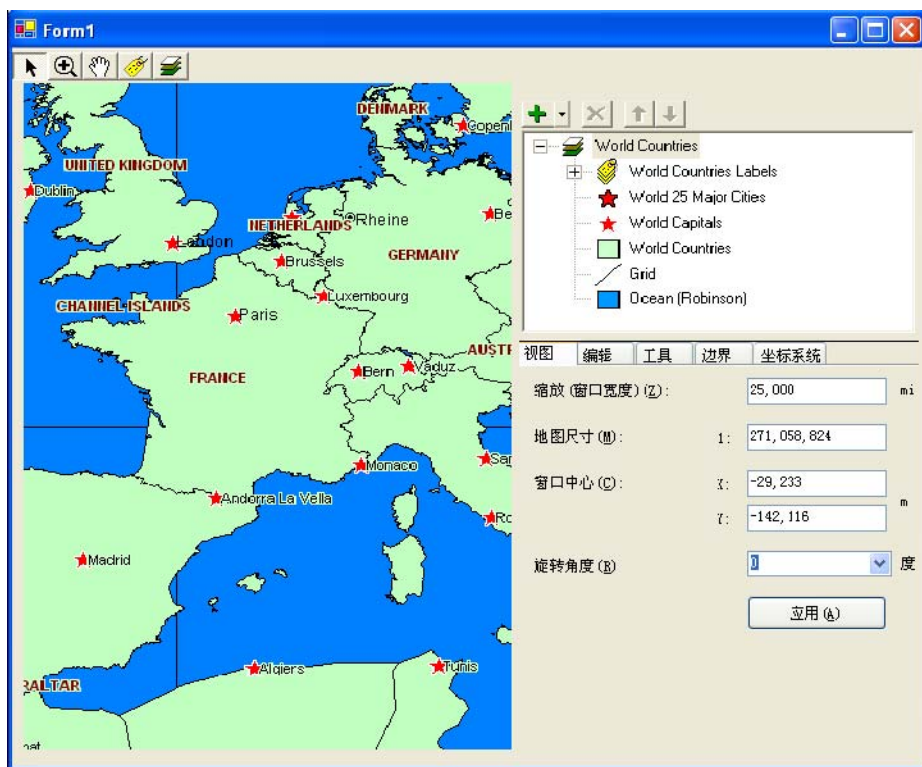 Form1
DENMARK
Copenh
UNITED KINGDOM
Dublin
Be
NETHERLANDS
Rheine
London
GERMANY
Brussels
CHANNEL ISLANDS
Luxembourg
Paris
AUSTR
Bern
Vaduz
FRANCE
Monaco
San
Andorra La Vella
Ro
Madrid
Algiers
Tunis
RALTAR
bat
World Countries
World Countries Labels
World 25 Major Cities
World Capitals
World Countries
Grid
Ocean (Robinson)
视图 编辑 工具 边界 坐标系统
缩放 (窗口宽度) (Z): 25,000 mi
地图尺寸 (M): 1: 271,058,824
窗口中心 (C): X: -29,233 m
Y: -142,116
旋转角度 (R) 0 度
应用 (A)